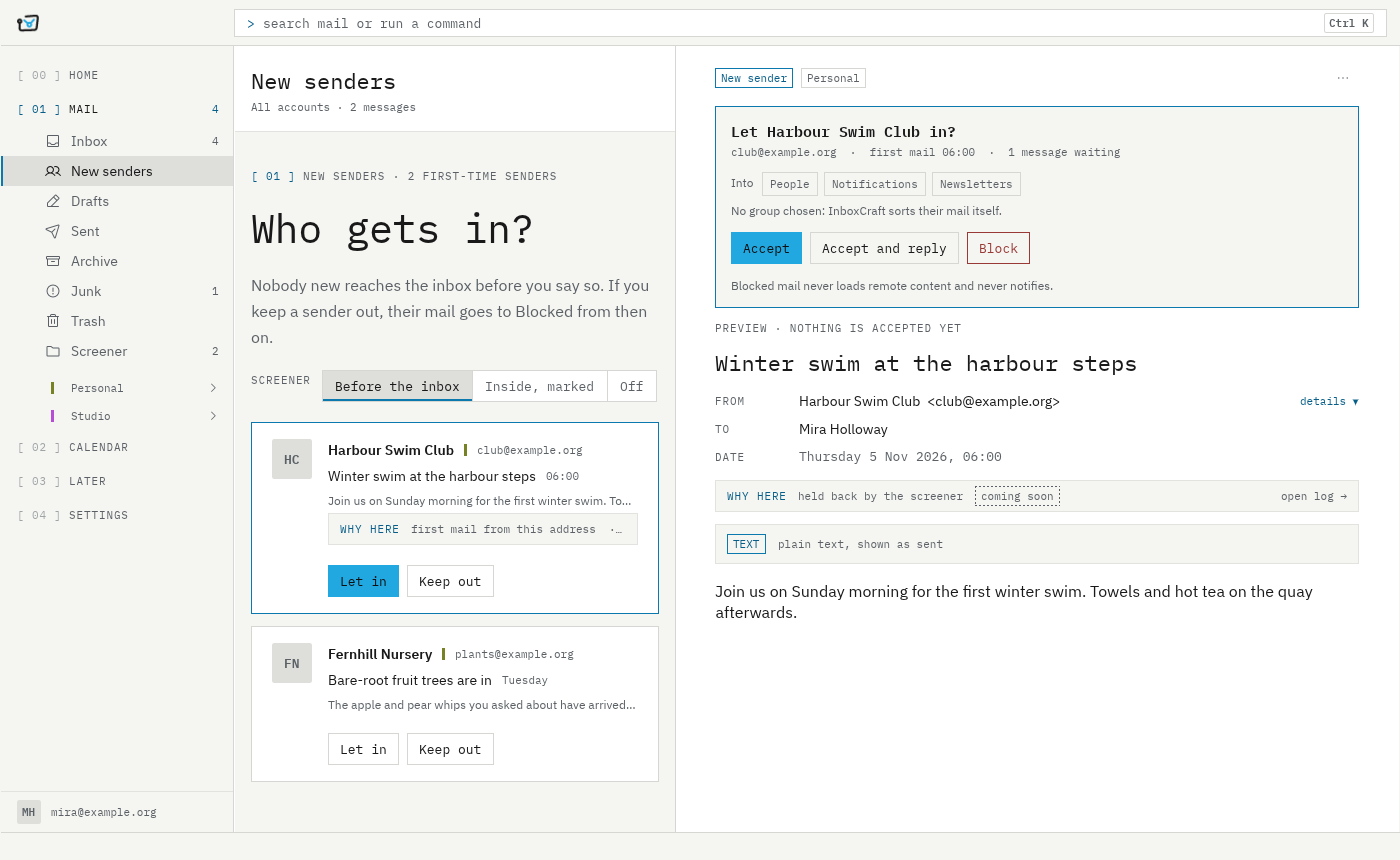 > search mail or run a command
Ctrl K
[ 00 ] HOME
[ 01 ] MAIL 4
Inbox 4
New senders
Drafts
Sent
Archive
Junk 1
Trash
Screener 2
Personal
Studio
[ 02 ] CALENDAR
[ 03 ] LATER
[ 04 ] SETTINGS
MH mira@example.org
New senders
All accounts · 2 messages
[ 01 ] NEW SENDERS · 2 FIRST-TIME SENDERS
Who gets in?
Nobody new reaches the inbox before you say so. If you
keep a sender out, their mail goes to Blocked from then
on.
SCREENER Before the inbox Inside, marked Off
HC Harbour Swim Club club@example.org
Winter swim at the harbour steps 06:00
Join us on Sunday morning for the first winter swim. To…
WHY HERE first mail from this address ·…
Let in Keep out
FN Fernhill Nursery plants@example.org
Bare-root fruit trees are in Tuesday
The apple and pear whips you asked about have arrived…
Let in Keep out
New sender Personal ···
Let Harbour Swim Club in?
club@example.org · first mail 06:00 · 1 message waiting
Into People Notifications Newsletters
No group chosen: InboxCraft sorts their mail itself.
Accept Accept and reply Block
Blocked mail never loads remote content and never notifies.
PREVIEW · NOTHING IS ACCEPTED YET
Winter swim at the harbour steps
FROM Harbour Swim Club <club@example.org> details ▾
TO Mira Holloway
DATE Thursday 5 Nov 2026, 06:00
WHY HERE held back by the screener coming soon open log →
TEXT plain text, shown as sent
Join us on Sunday morning for the first winter swim. Towels and hot tea on the quay
afterwards.